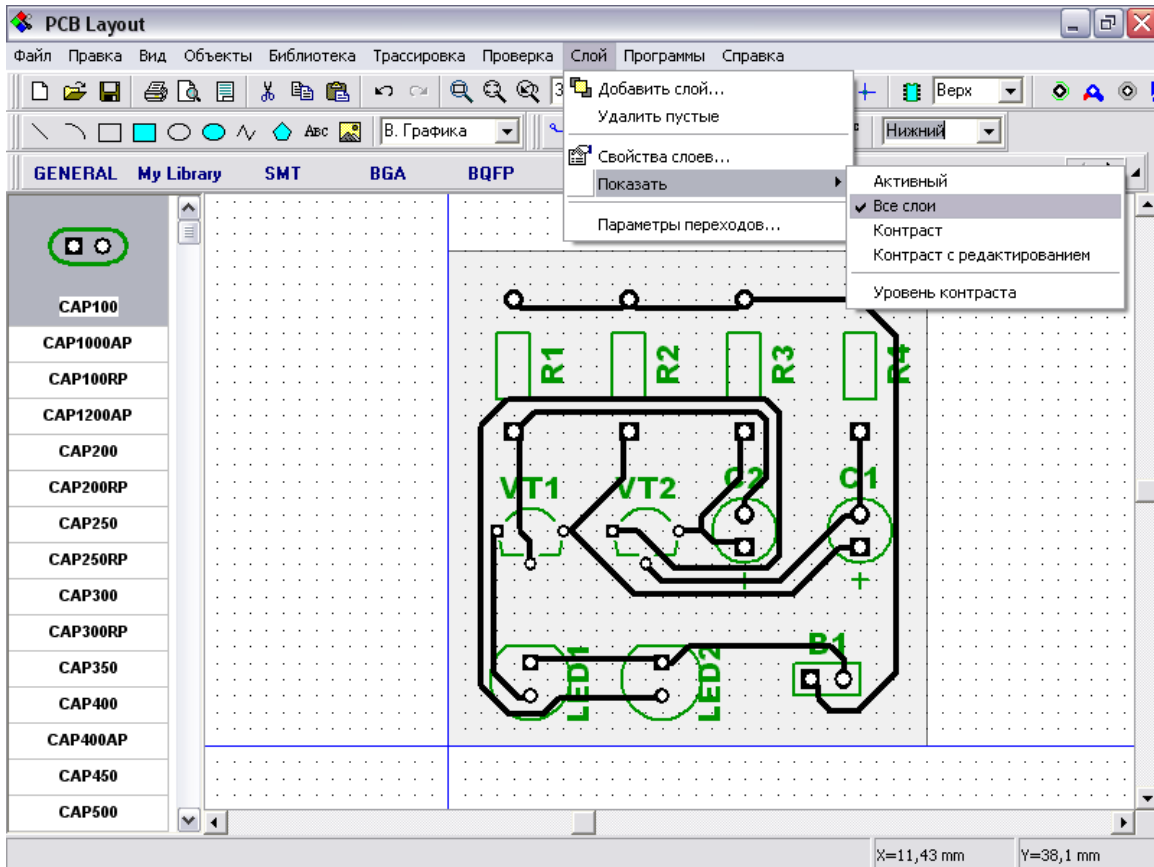 PCB Layout
Файл Правка Вид Объекты Библиотека Трассировка Проверка Слой Программы Справка
Верх
Авс В. Графика Нижний
GENERAL My Library SMT BGA BQFP
Добавить слой...
Удалить пустые
Свойства слоев...
Показать
Параметры переходов...
Активный
Все слои
Контраст
Контраст с редактированием
Уровень контраста
CAP100
CAP1000AP
CAP100RP
CAP1200AP
CAP200
CAP200RP
CAP250
CAP250RP
CAP300
CAP300RP
CAP350
CAP400
CAP400AP
CAP450
CAP500
R1 R2 R3 R4
VT1 VT2 C2 C1
+ +
LED1 LED2 B1
X=11,43 mm Y=38,1 mm